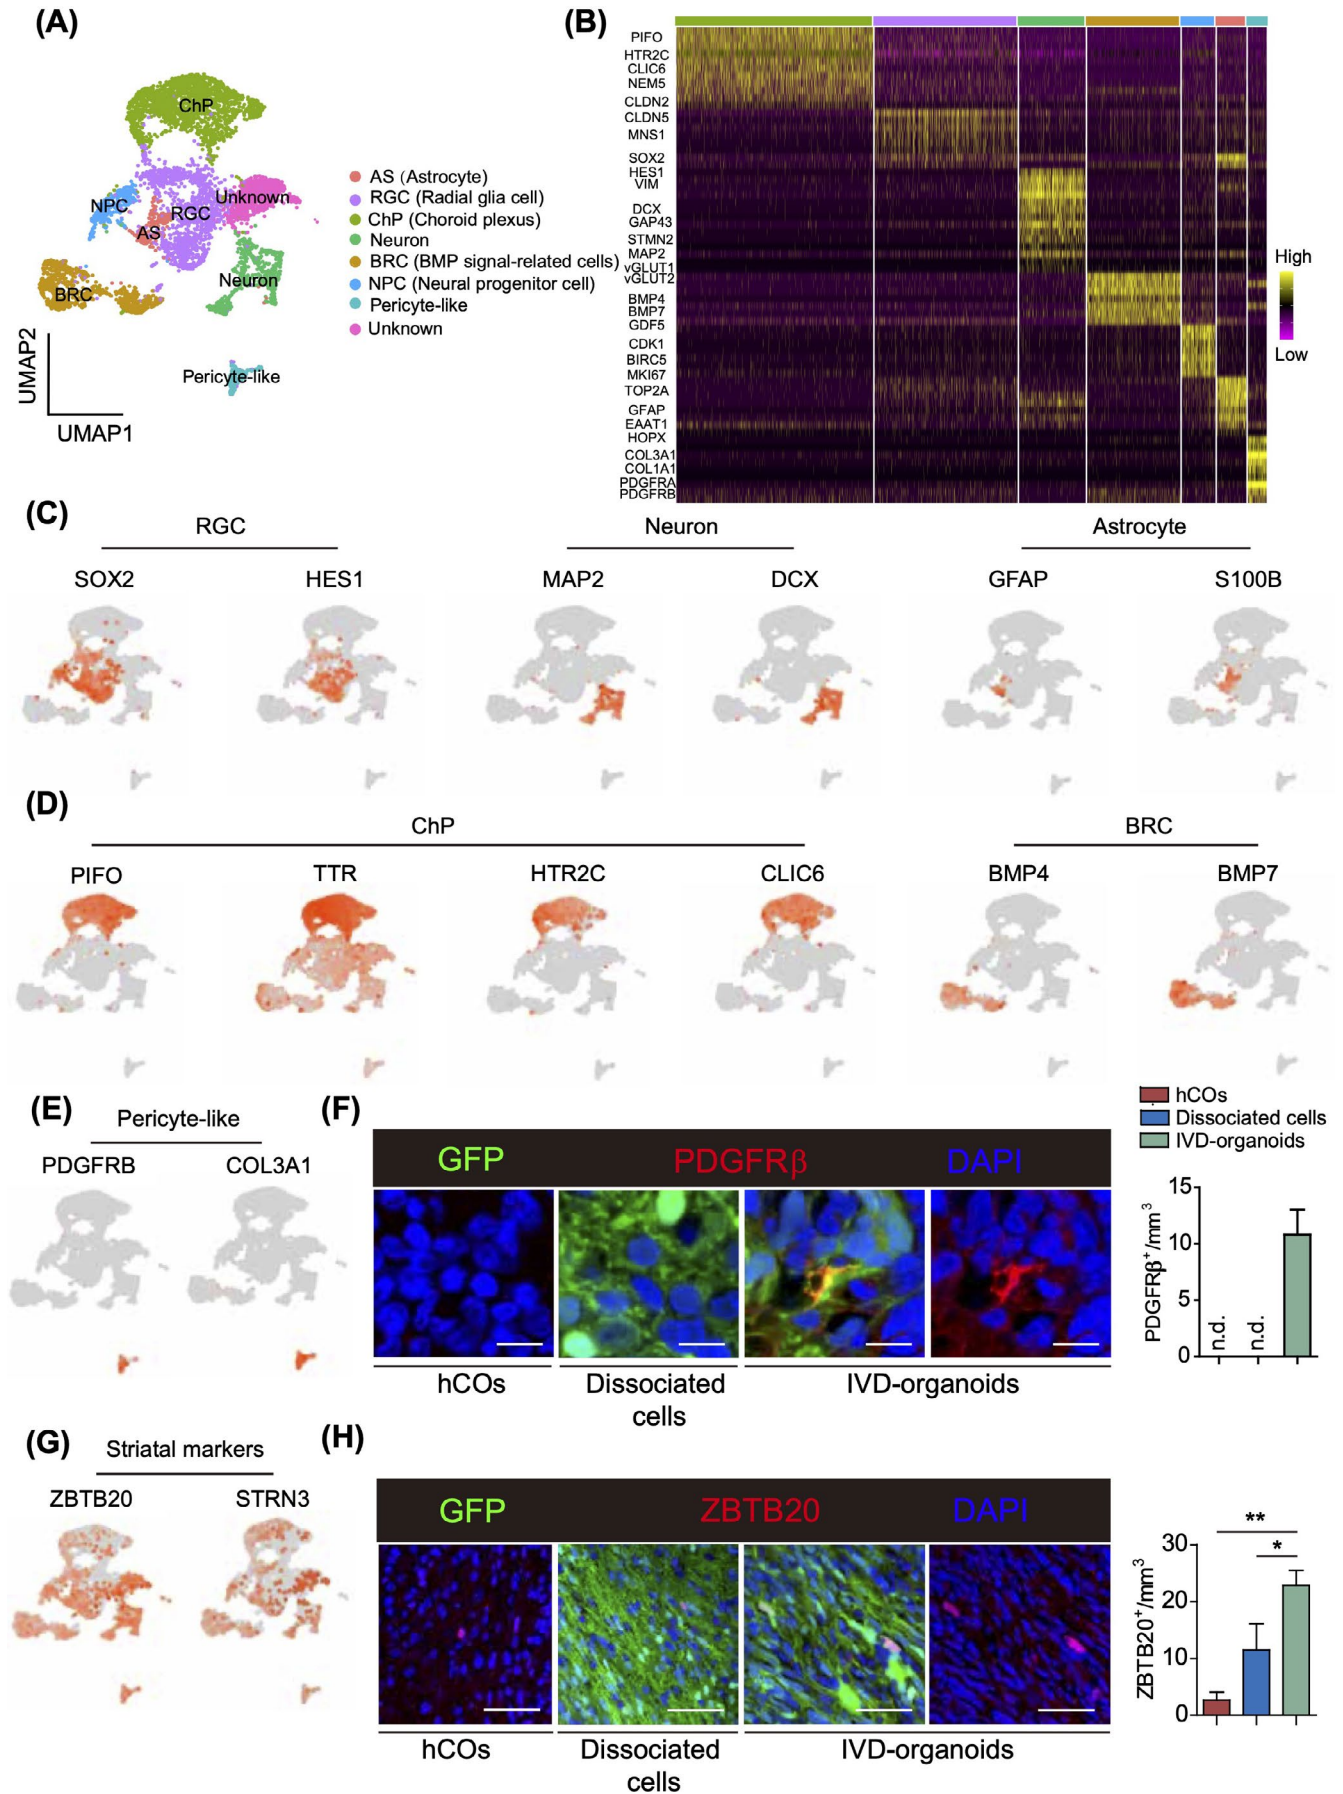 (A)
ChP
NPC
RGC
Unknown
AS
BRC
Neuron
Pericyte-like
UMAP2
UMAP1
AS (Astrocyte)
RGC (Radial glia cell)
ChP (Choroid plexus)
Neuron
BRC (BMP signal-related cells)
NPC (Neural progenitor cell)
Pericyte-like
Unknown
(B)
PIFO
HTR2C
CLIC6
NEM5
CLDN2
CLDN5
MNS1
SOX2
HES1
VIM
DCX
GAP43
STMN2
MAP2
vGLUT1
vGLUT2
BMP4
BMP7
GDF5
CDK1
BIRC5
MKI67
TOP2A
GFAP
EAAT1
HOPX
COL3A1
COL1A1
PDGFRA
PDGFRB
High
Low
(C)
RGC Neuron Astrocyte
SOX2 HES1 MAP2 DCX GFAP S100B
(D)
ChP BRC
PIFO TTR HTR2C CLIC6 BMP4 BMP7
(E)
Pericyte-like
PDGFRB COL3A1
(F)
GFP PDGFRβ DAPI
hCOs
Dissociated
cells
IVD-organoids
hCOs
Dissociated cells
IVD-organoids
PDGFRβ+/mm3
15
10
5
0
n.d.
n.d.
(G)
Striatal markers
ZBTB20 STRN3
(H)
GFP ZBTB20 DAPI
hCOs
Dissociated
cells
IVD-organoids
ZBTB20+/mm3
30
20
10
0
**
*